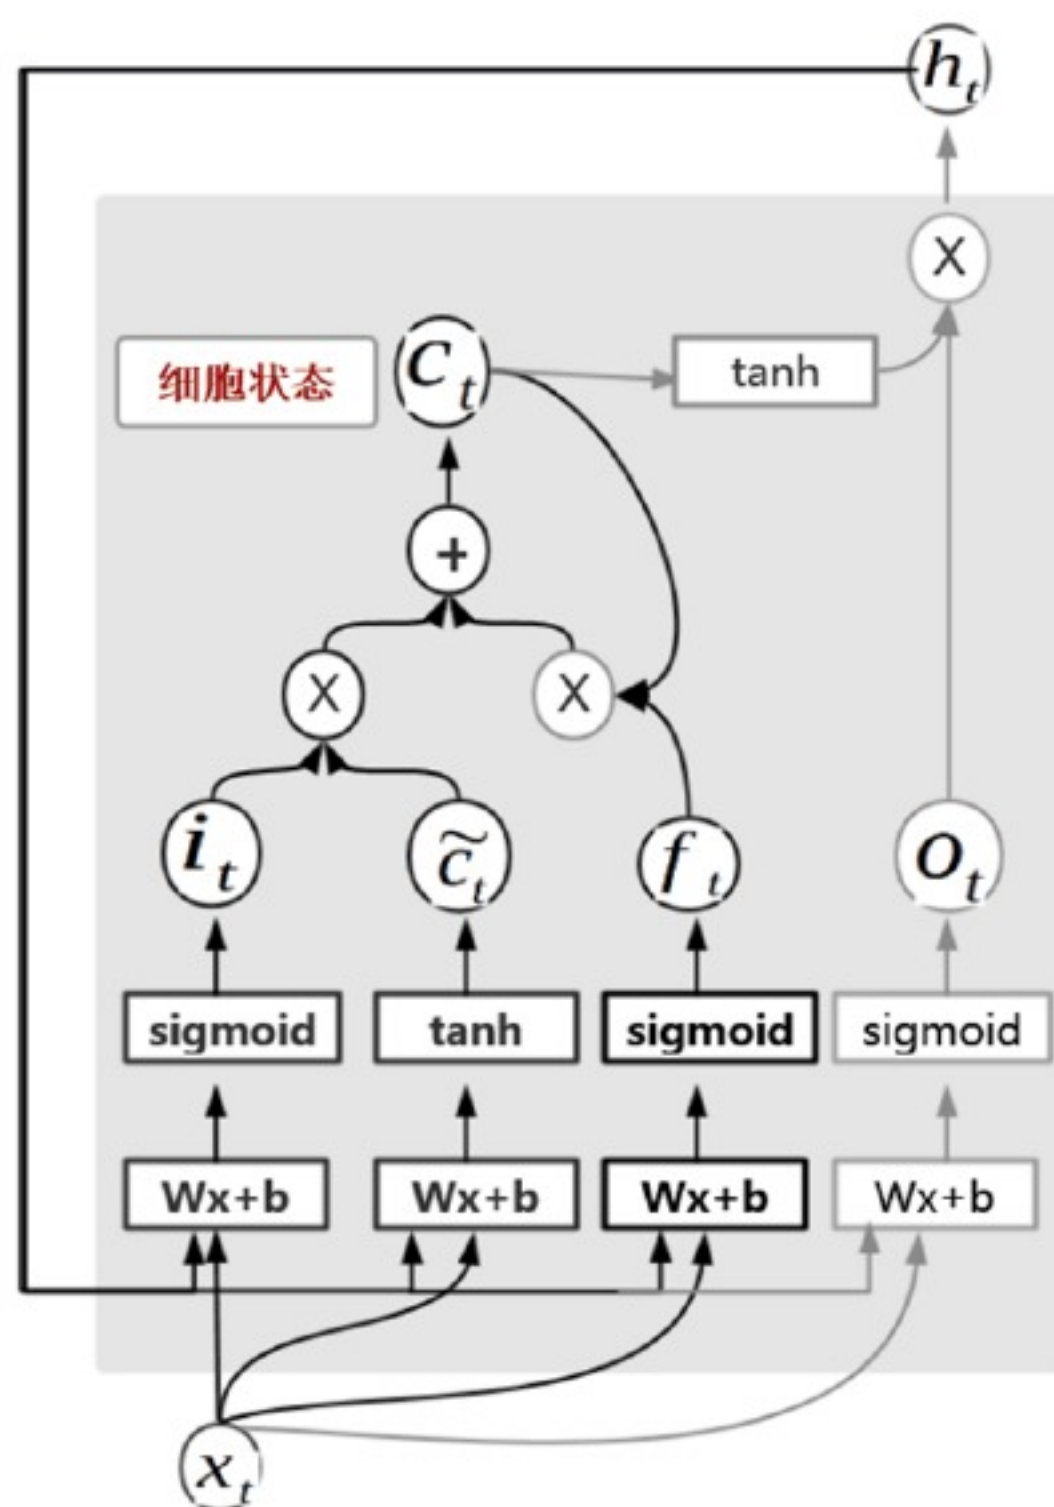 h_t
X
细胞状态
c_t
tanh
+
X
X
i_t
c̃_t
f_t
o_t
sigmoid
tanh
sigmoid
sigmoid
Wx+b
Wx+b
Wx+b
Wx+b
x_t